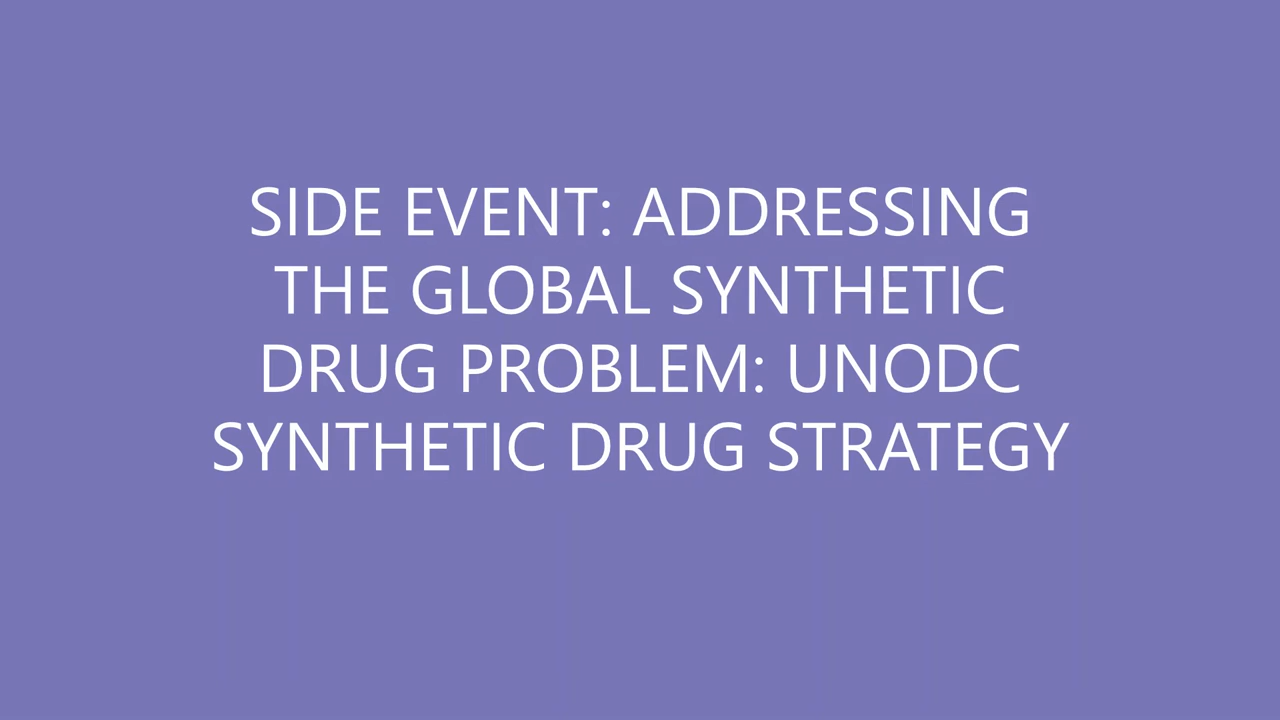 SIDE EVENT: ADDRESSING
THE GLOBAL SYNTHETIC
DRUG PROBLEM: UNODC
SYNTHETIC DRUG STRATEGY